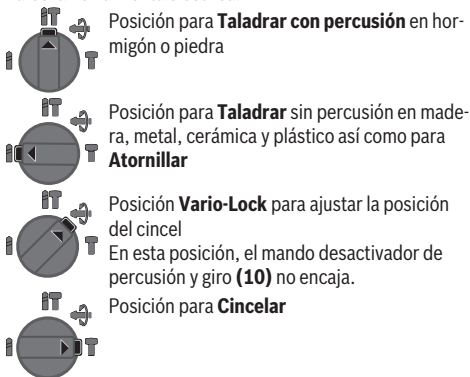 Posición para Taladrar con percusión en hor-
migón o piedra
Posición para Taladrar sin percusión en made-
ra, metal, cerámica y plástico así como para
Atornillar
Posición Vario-Lock para ajustar la posición
del cincel
En esta posición, el mando desactivador de
percusión y giro (10) no encaja.
Posición para Cincelar